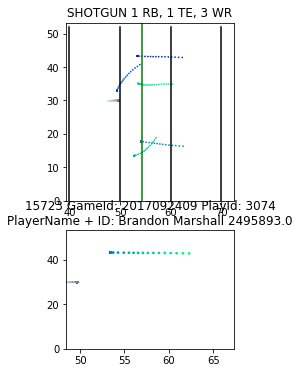 SHOTGUN 1 RB, 1 TE, 3 WR
50
40
30
20
10
0
40 50 60 70
15723 GameId: 2017092409 PlayId: 3074
PlayerName + ID: Brandon Marshall 2495893.0
40
20
0
50 55 60 65